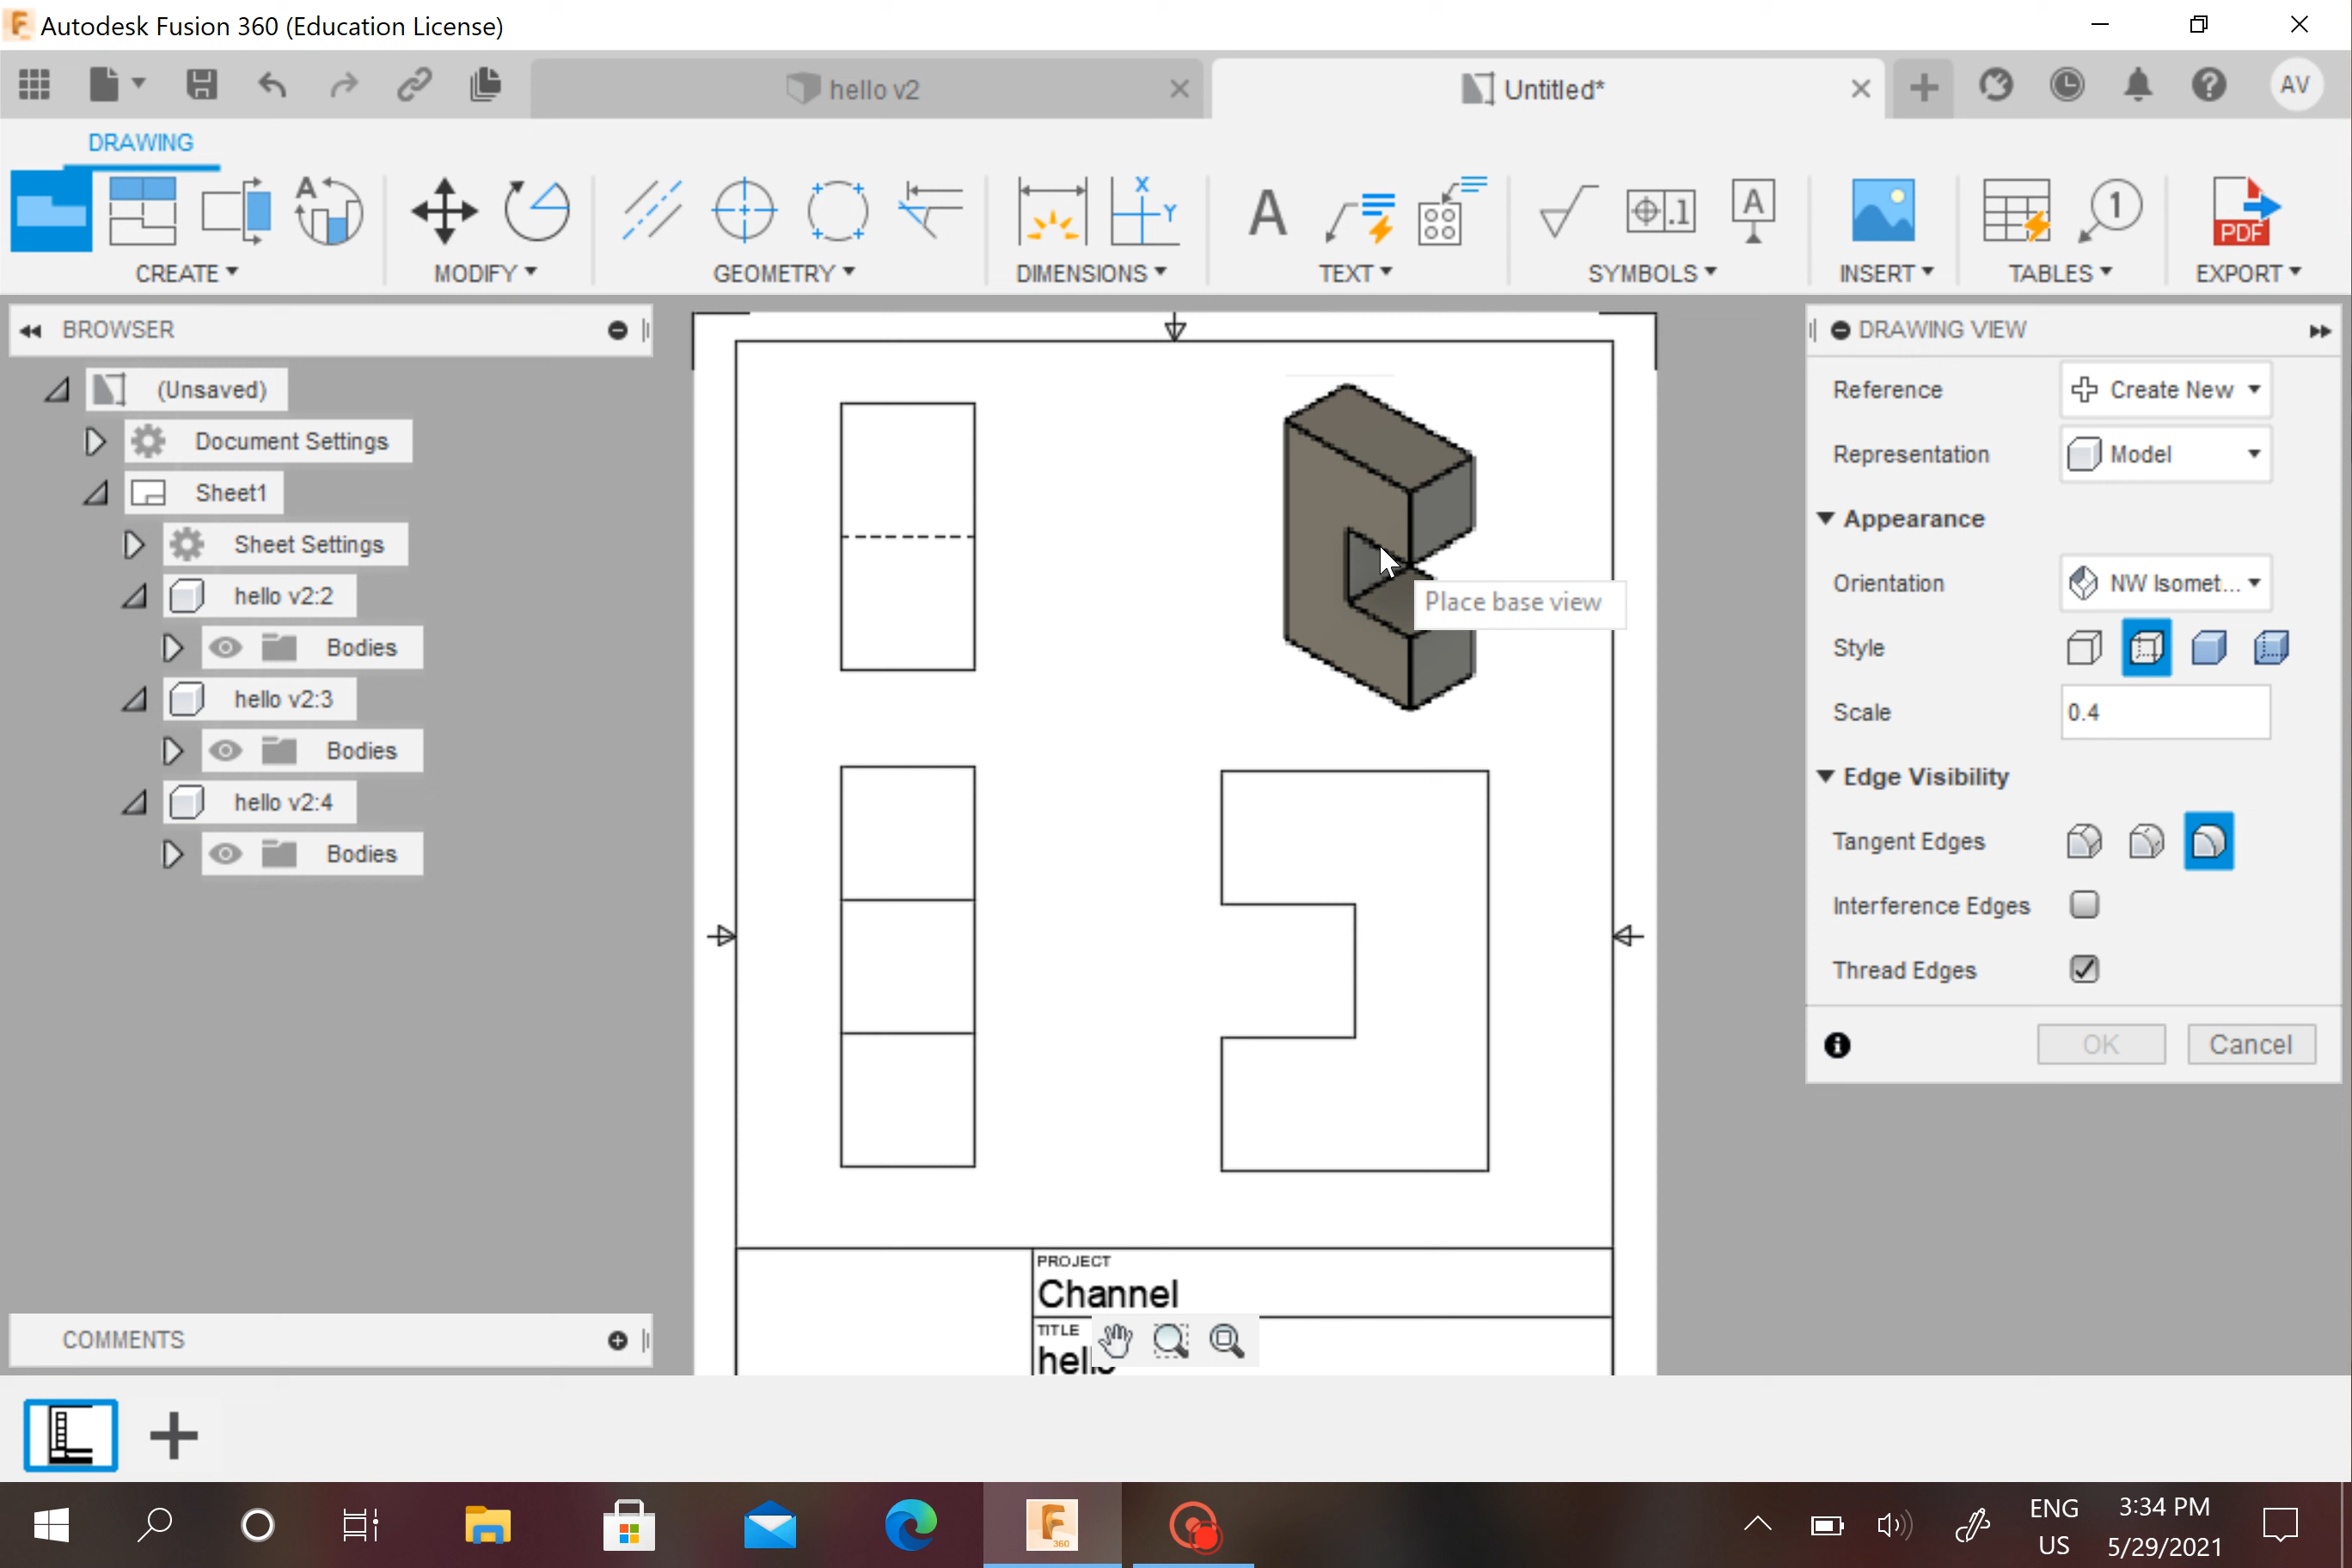 Autodesk Fusion 360 (Education License)
hello v2
Untitled*
AV
DRAWING
CREATE
MODIFY
GEOMETRY
DIMENSIONS
TEXT
SYMBOLS
INSERT
TABLES
EXPORT
X
Y
A
A
.1
A
1
PDF
BROWSER
(Unsaved)
Document Settings
Sheet1
Sheet Settings
hello v2:2
Bodies
hello v2:3
Bodies
hello v2:4
Bodies
COMMENTS
Place base view
PROJECT
Channel
TITLE
hello
DRAWING VIEW
Reference
Create New
Representation
Model
Appearance
Orientation
NW Isomet...
Style
Scale
0.4
Edge Visibility
Tangent Edges
Interference Edges
Thread Edges
OK
Cancel
360
ENG
US
3:34 PM
5/29/2021